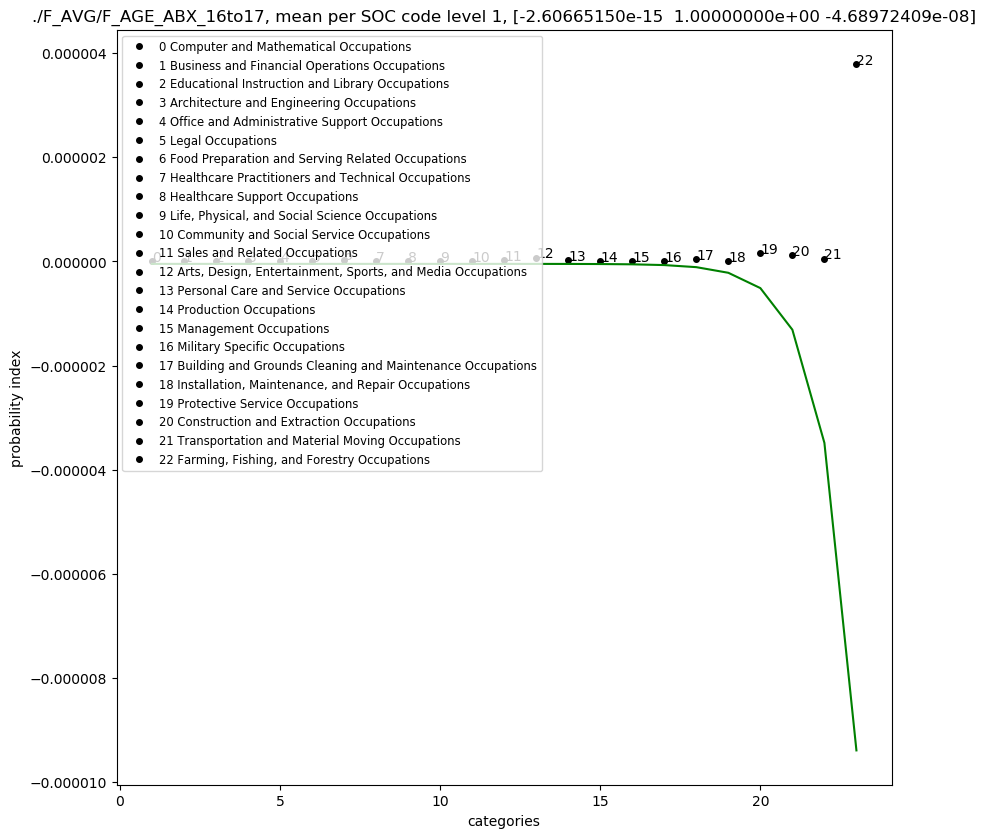 ./F_AVG/F_AGE_ABX_16to17, mean per SOC code level 1, [-2.60665150e-15  1.00000000e+00 -4.68972409e-08]
0 Computer and Mathematical Occupations
1 Business and Financial Operations Occupations
2 Educational Instruction and Library Occupations
3 Architecture and Engineering Occupations
4 Office and Administrative Support Occupations
5 Legal Occupations
6 Food Preparation and Serving Related Occupations
7 Healthcare Practitioners and Technical Occupations
8 Healthcare Support Occupations
9 Life, Physical, and Social Science Occupations
10 Community and Social Service Occupations
11 Sales and Related Occupations
12 Arts, Design, Entertainment, Sports, and Media Occupations
13 Personal Care and Service Occupations
14 Production Occupations
15 Management Occupations
16 Military Specific Occupations
17 Building and Grounds Cleaning and Maintenance Occupations
18 Installation, Maintenance, and Repair Occupations
19 Protective Service Occupations
20 Construction and Extraction Occupations
21 Transportation and Material Moving Occupations
22 Farming, Fishing, and Forestry Occupations
0.000004
0.000002
0.000000
−0.000002
−0.000004
−0.000006
−0.000008
−0.000010
probability index
0 7 8 9 10 11 12 13 14 15 16 17 18 19 20 21 22
0 5 10 15 20
categories